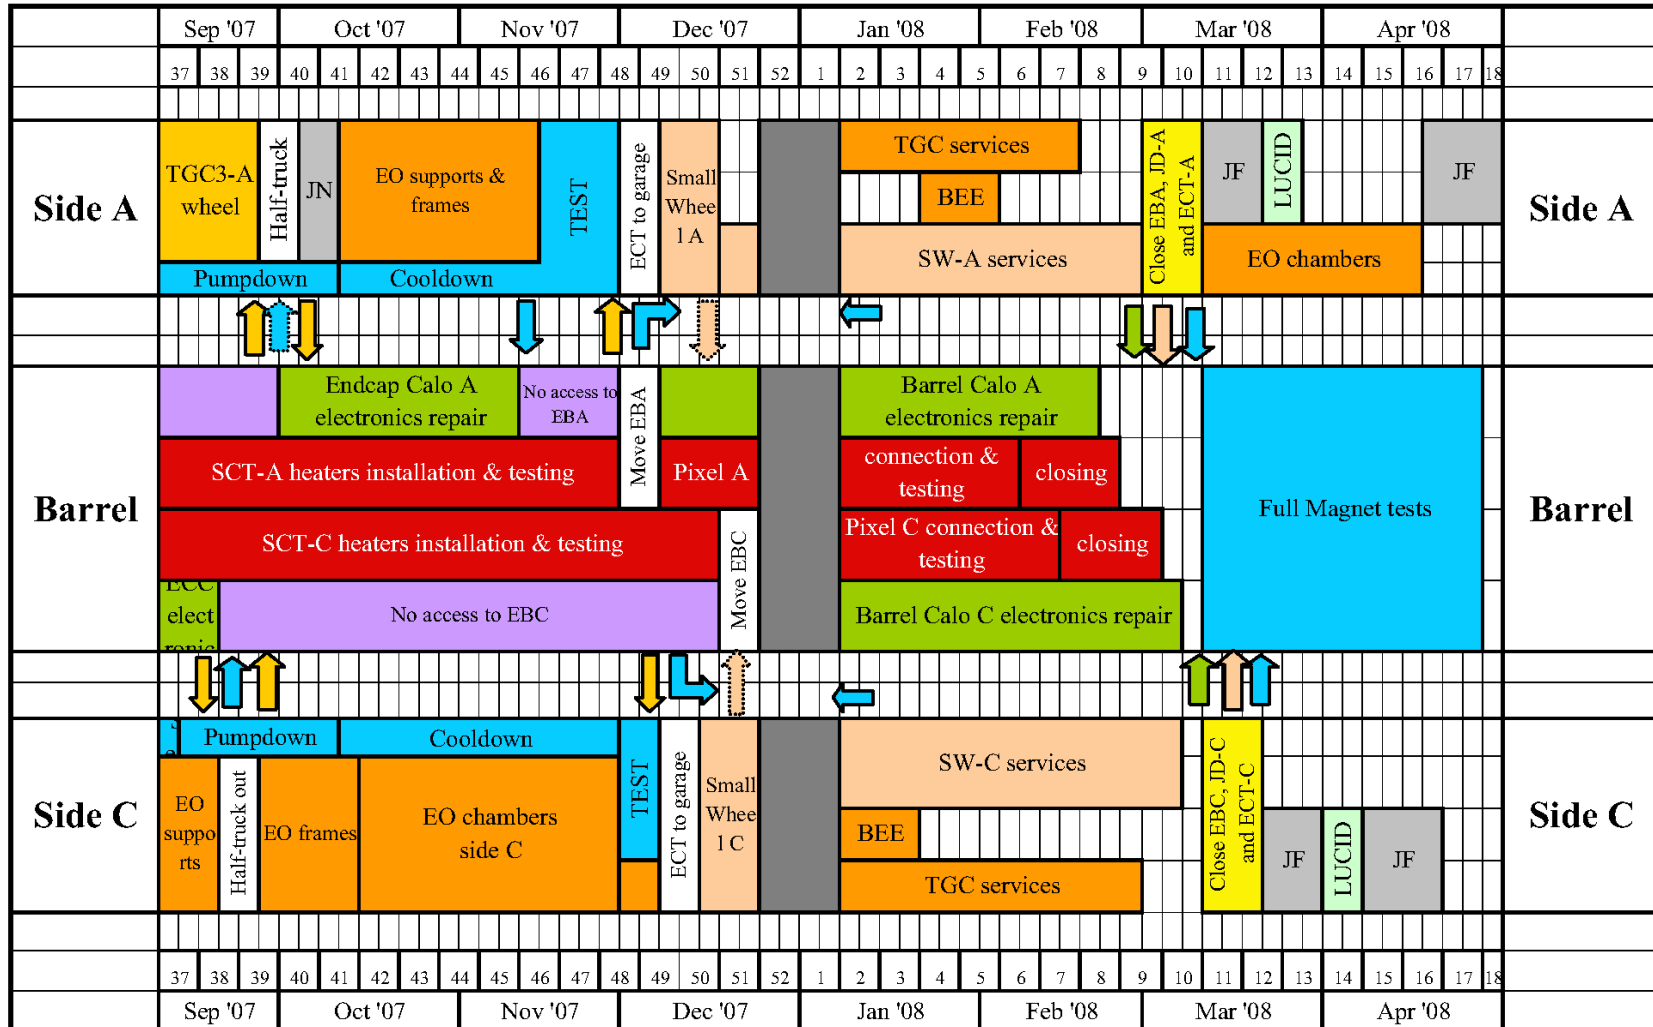 Sep '07 Oct '07 Nov '07 Dec '07 Jan '08 Feb '08 Mar '08 Apr '08
37 38 39 40 41 42 43 44 45 46 47 48 49 50 51 52 1 2 3 4 5 6 7 8 9 10 11 12 13 14 15 16 17 18
Side A
TGC3-A
wheel
Half-truck
JN
EO supports &
frames
TEST
ECT to garage
Small
Whee
l A
TGC services
BEE
SW-A services
Close EBA, JD-A
and ECT-A
JF
LUCID
JF
EO chambers
Side A
Pumpdown
Cooldown
Barrel
Endcap Calo A
electronics repair
No access to
EBA
Move EBA
Barrel Calo A
electronics repair
SCT-A heaters installation & testing
Pixel A
connection &
testing
closing
Full Magnet tests
Barrel
SCT-C heaters installation & testing
Move EBC
Pixel C connection &
testing
closing
ECC
elect
ronic
No access to EBC
Barrel Calo C electronics repair
Side C
Pumpdown
Cooldown
EO
suppo
rts
Half-truck out
EO frames
EO chambers
side C
TEST
ECT to garage
Small
Whee
l C
SW-C services
BEE
TGC services
Close EBC, JD-C
and ECT-C
JF
LUCID
JF
Side C
37 38 39 40 41 42 43 44 45 46 47 48 49 50 51 52 1 2 3 4 5 6 7 8 9 10 11 12 13 14 15 16 17 18
Sep '07 Oct '07 Nov '07 Dec '07 Jan '08 Feb '08 Mar '08 Apr '08